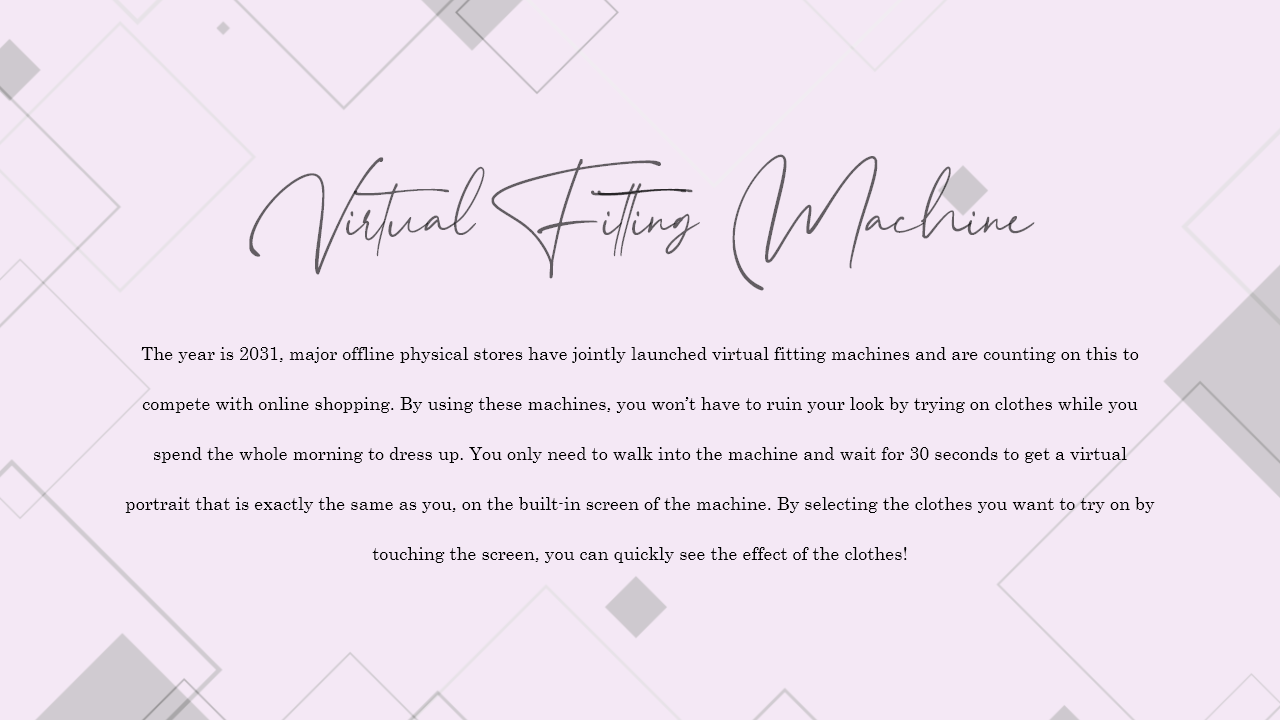 Virtual Fitting Machine
The year is 2031, major offline physical stores have jointly launched virtual fitting machines and are counting on this to
compete with online shopping. By using these machines, you won’t have to ruin your look by trying on clothes while you
spend the whole morning to dress up. You only need to walk into the machine and wait for 30 seconds to get a virtual
portrait that is exactly the same as you, on the built-in screen of the machine. By selecting the clothes you want to try on by
touching the screen, you can quickly see the effect of the clothes!